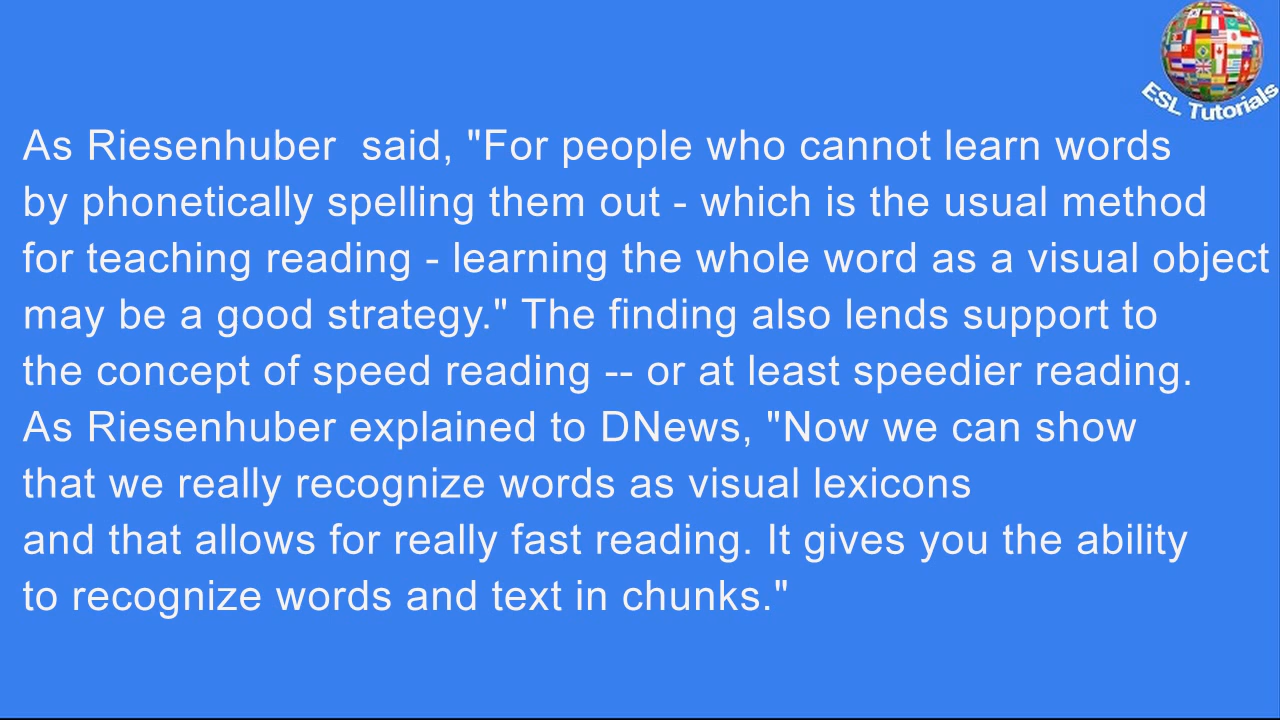 ESL Tutorials
As Riesenhuber  said, "For people who cannot learn words
by phonetically spelling them out - which is the usual method
for teaching reading - learning the whole word as a visual object
may be a good strategy." The finding also lends support to
the concept of speed reading -- or at least speedier reading.
As Riesenhuber explained to DNews, "Now we can show
that we really recognize words as visual lexicons
and that allows for really fast reading. It gives you the ability
to recognize words and text in chunks."